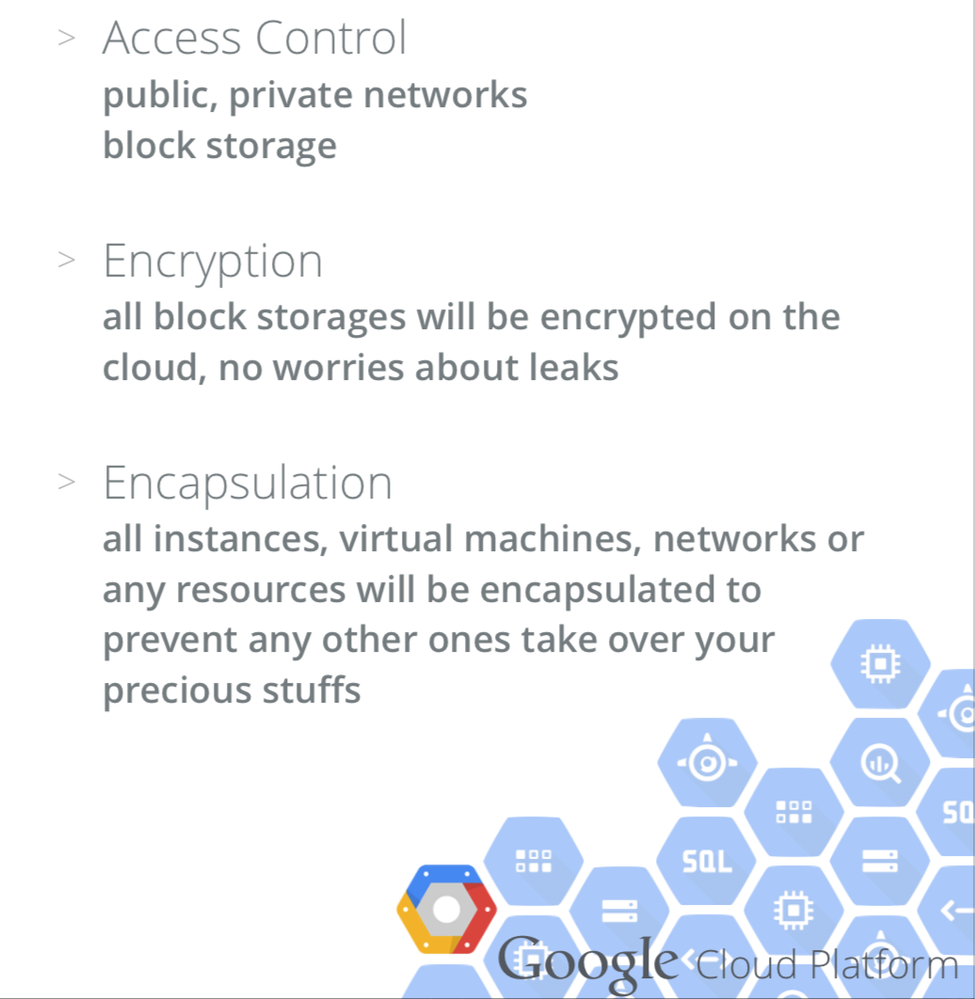 > Access Control
public, private networks
block storage
> Encryption
all block storages will be encrypted on the
cloud, no worries about leaks
> Encapsulation
all instances, virtual machines, networks or
any resources will be encapsulated to
prevent any other ones take over your
precious stuffs
SQL
SQ
Google Cloud Platform